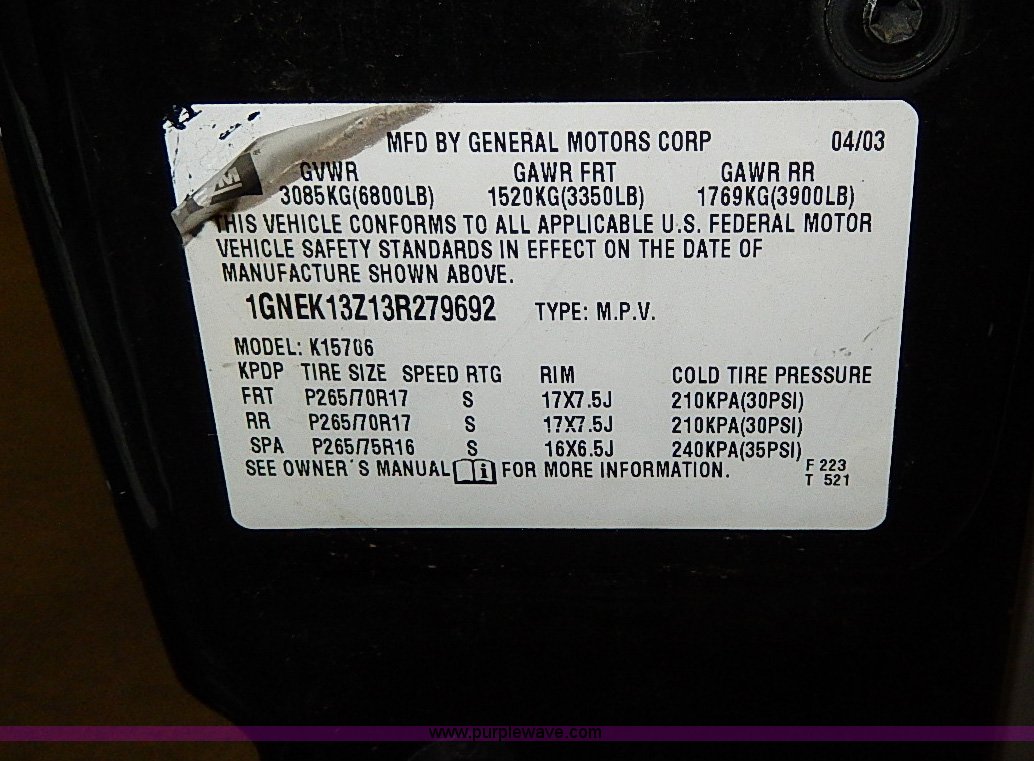 MFD BY GENERAL MOTORS CORP 04/03
GVWR GAWR FRT GAWR RR
3085KG(6800LB) 1520KG(3350LB) 1769KG(3900LB)
THIS VEHICLE CONFORMS TO ALL APPLICABLE U.S. FEDERAL MOTOR
VEHICLE SAFETY STANDARDS IN EFFECT ON THE DATE OF
MANUFACTURE SHOWN ABOVE.
1GNEK13Z13R279692 TYPE: M.P.V.
MODEL: K15706
KPDP TIRE SIZE SPEED RTG RIM COLD TIRE PRESSURE
FRT P265/70R17 S 17X7.5J 210KPA(30PSI)
RR P265/70R17 S 17X7.5J 210KPA(30PSI)
SPA P265/75R16 S 16X6.5J 240KPA(35PSI)
SEE OWNER'S MANUAL i FOR MORE INFORMATION.
F 223
T 521
www.purplewave.com